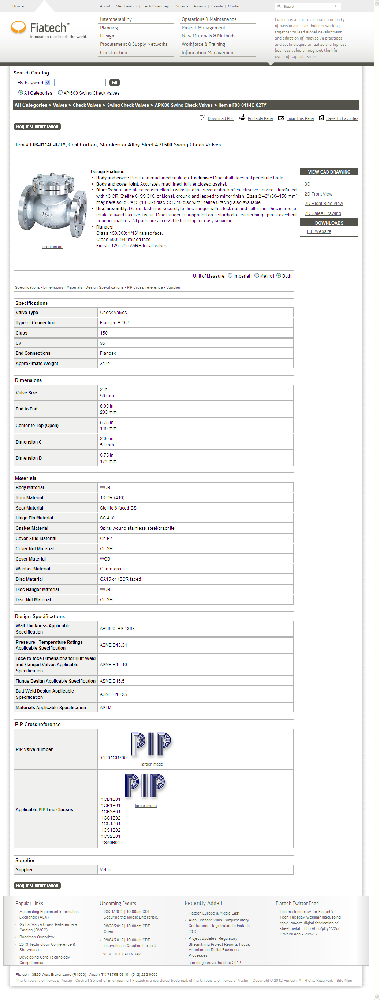 Home
About | Membership | Tech Roadmap | Projects | Awards | Events | Contact
Search
Fiatech™
Innovation that builds the world.
Interoperability
Planning
Design
Procurement & Supply Networks
Construction
Operations & Maintenance
Project Management
New Materials & Methods
Workforce & Training
Information Management
Fiatech is an international community
of passionate stakeholders working
together to lead global development
and adoption of innovative practices
and technologies to realize the highest
business value throughout the life
cycle of capital assets.
Search Catalog
By Keyword
Go
All Categories API600 Swing Check Valves
All Categories > Valves > Check Valves > Swing Check Valves > API600 Swing Check Valves > Item # F08-0114C-02TY
Download PDF Printable Page Email This Page Save To Favorites
Request Information
Item # F08-0114C-02TY, Cast Carbon, Stainless or Alloy Steel API 600 Swing Check Valves
4
150
larger image
Design Features
• Body and cover: Precision machined castings. Exclusive: Disc shaft does not penetrate body.
• Body and cover joint. Accurately machined, fully enclosed gasket.
• Disc: Robust one-piece construction to withstand the severe shock of check valve service. Hardfaced
with 13 CR, Stellite 6, SS 316, or Monel, ground and lapped to mirror finish. Sizes 2 –6" (50–150 mm)
may have solid CA15 (13 CR) disc. SS 316 disc with Stellite 6 facing also available.
• Disc assembly: Disc is fastened securely to disc hanger with a lock nut and cotter pin. Disc is free to
rotate to avoid localized wear. Disc hanger is supported on a sturdy disc carrier hinge pin of excellent
bearing qualities. All parts are accessible from top for easy servicing.
• Flanges:
Class 150/300: 1/16" raised face.
Class 600: 1/4" raised face.
Finish: 125–250 AARH for all valves.
VIEW CAD DRAWING
· 3D
· 2D Front View
· 2D Right Side View
· 2D Sales Drawing
DOWNLOADS
PIP Website
Unit of Measure: Imperial | Metric | Both
Specifications · Dimensions · Materials · Design Specifications · PIP Cross-reference · Supplier
Specifications
Valve Type Check Valves
Type of Connection Flanged B 16.5
Class 150
Cv 95
End Connections Flanged
Approximate Weight 31 lb
Dimensions
Valve Size
2 in
50 mm
End to End
8.00 in
203 mm
Center to Top (Open)
5.75 in
146 mm
Dimension C
2.00 in
51 mm
Dimension D
6.75 in
171 mm
Materials
Body Material WCB
Trim Material 13 CR (410)
Seat Material Stellite 6 faced CS
Hinge Pin Material SS 410
Gasket Material Spiral wound stainless steel/graphite
Cover Stud Material Gr. B7
Cover Nut Material Gr. 2H
Cover Material WCB
Washer Material Commercial
Disc Material CA15 or 13CR faced
Disc Hanger Material WCB
Disc Nut Material Gr. 2H
Design Specifications
Wall Thickness Applicable
Specification
API 600, BS 1868
Pressure - Temperature Ratings
Applicable Specification
ASME B16.34
Face-to-face Dimensions for Butt Weld
and Flanged Valves Applicable
Specification
ASME B16.10
Flange Design Applicable Specification ASME B16.5
Butt Weld Design Applicable
Specification
ASME B16.25
Materials Applicable Specification ASTM
PIP Cross-reference
PIP Valve Number
CD01CB700
PIP
larger image
Applicable PIP Line Classes
PIP
larger image
1CB1B01
1CB1S01
1CB2S01
1CS1B02
1CS1S01
1CS1S02
1CS2S01
1SA0B01
Supplier
Supplier Velan
Request Information
Popular Links
Automating Equipment Information
Exchange (AEX)
Global Valve Cross-Reference e-
Catalog (GVCC)
Roadmap Overview
2013 Technology Conference &
Showcase
Developing Core Technology
Competencies
Upcoming Events
08/21/2012 | 10:00am CDT
Securing the Mobile Enterprise...
08/28/2012 | 10:00am CDT
Open
09/04/2012 | 10:00am CDT
Innovation in Creating Large U...
VIEW FULL CALENDAR
Recently Added
Fiatech Europe & Middle East
Alan Leonard Wins Complimentary
Conference Registration to Fiatech
2013
Project Updates: Regulatory
Streamlining Project Reports Focus
Attention on Digital Business
Processes
san diego save the date 2012
Fiatech Twitter Feed
Join me tomorrow for Fiatech's
Tech Tuesday webinar discussing
rapid, on-site digital fabrication of
sheet metal... http://t.co/pBy1V2ud
1 week ago - View »
Fiatech 3925 West Braker Lane (R4500) Austin TX 78759-5316 (512) 232-9600
The University of Texas at Austin Cockrell School of Engineering | Fiatech is a registered trademark of the University of Texas at Austin. | Copyright © 2012 Fiatech. All Rights Reserved. | Site Map